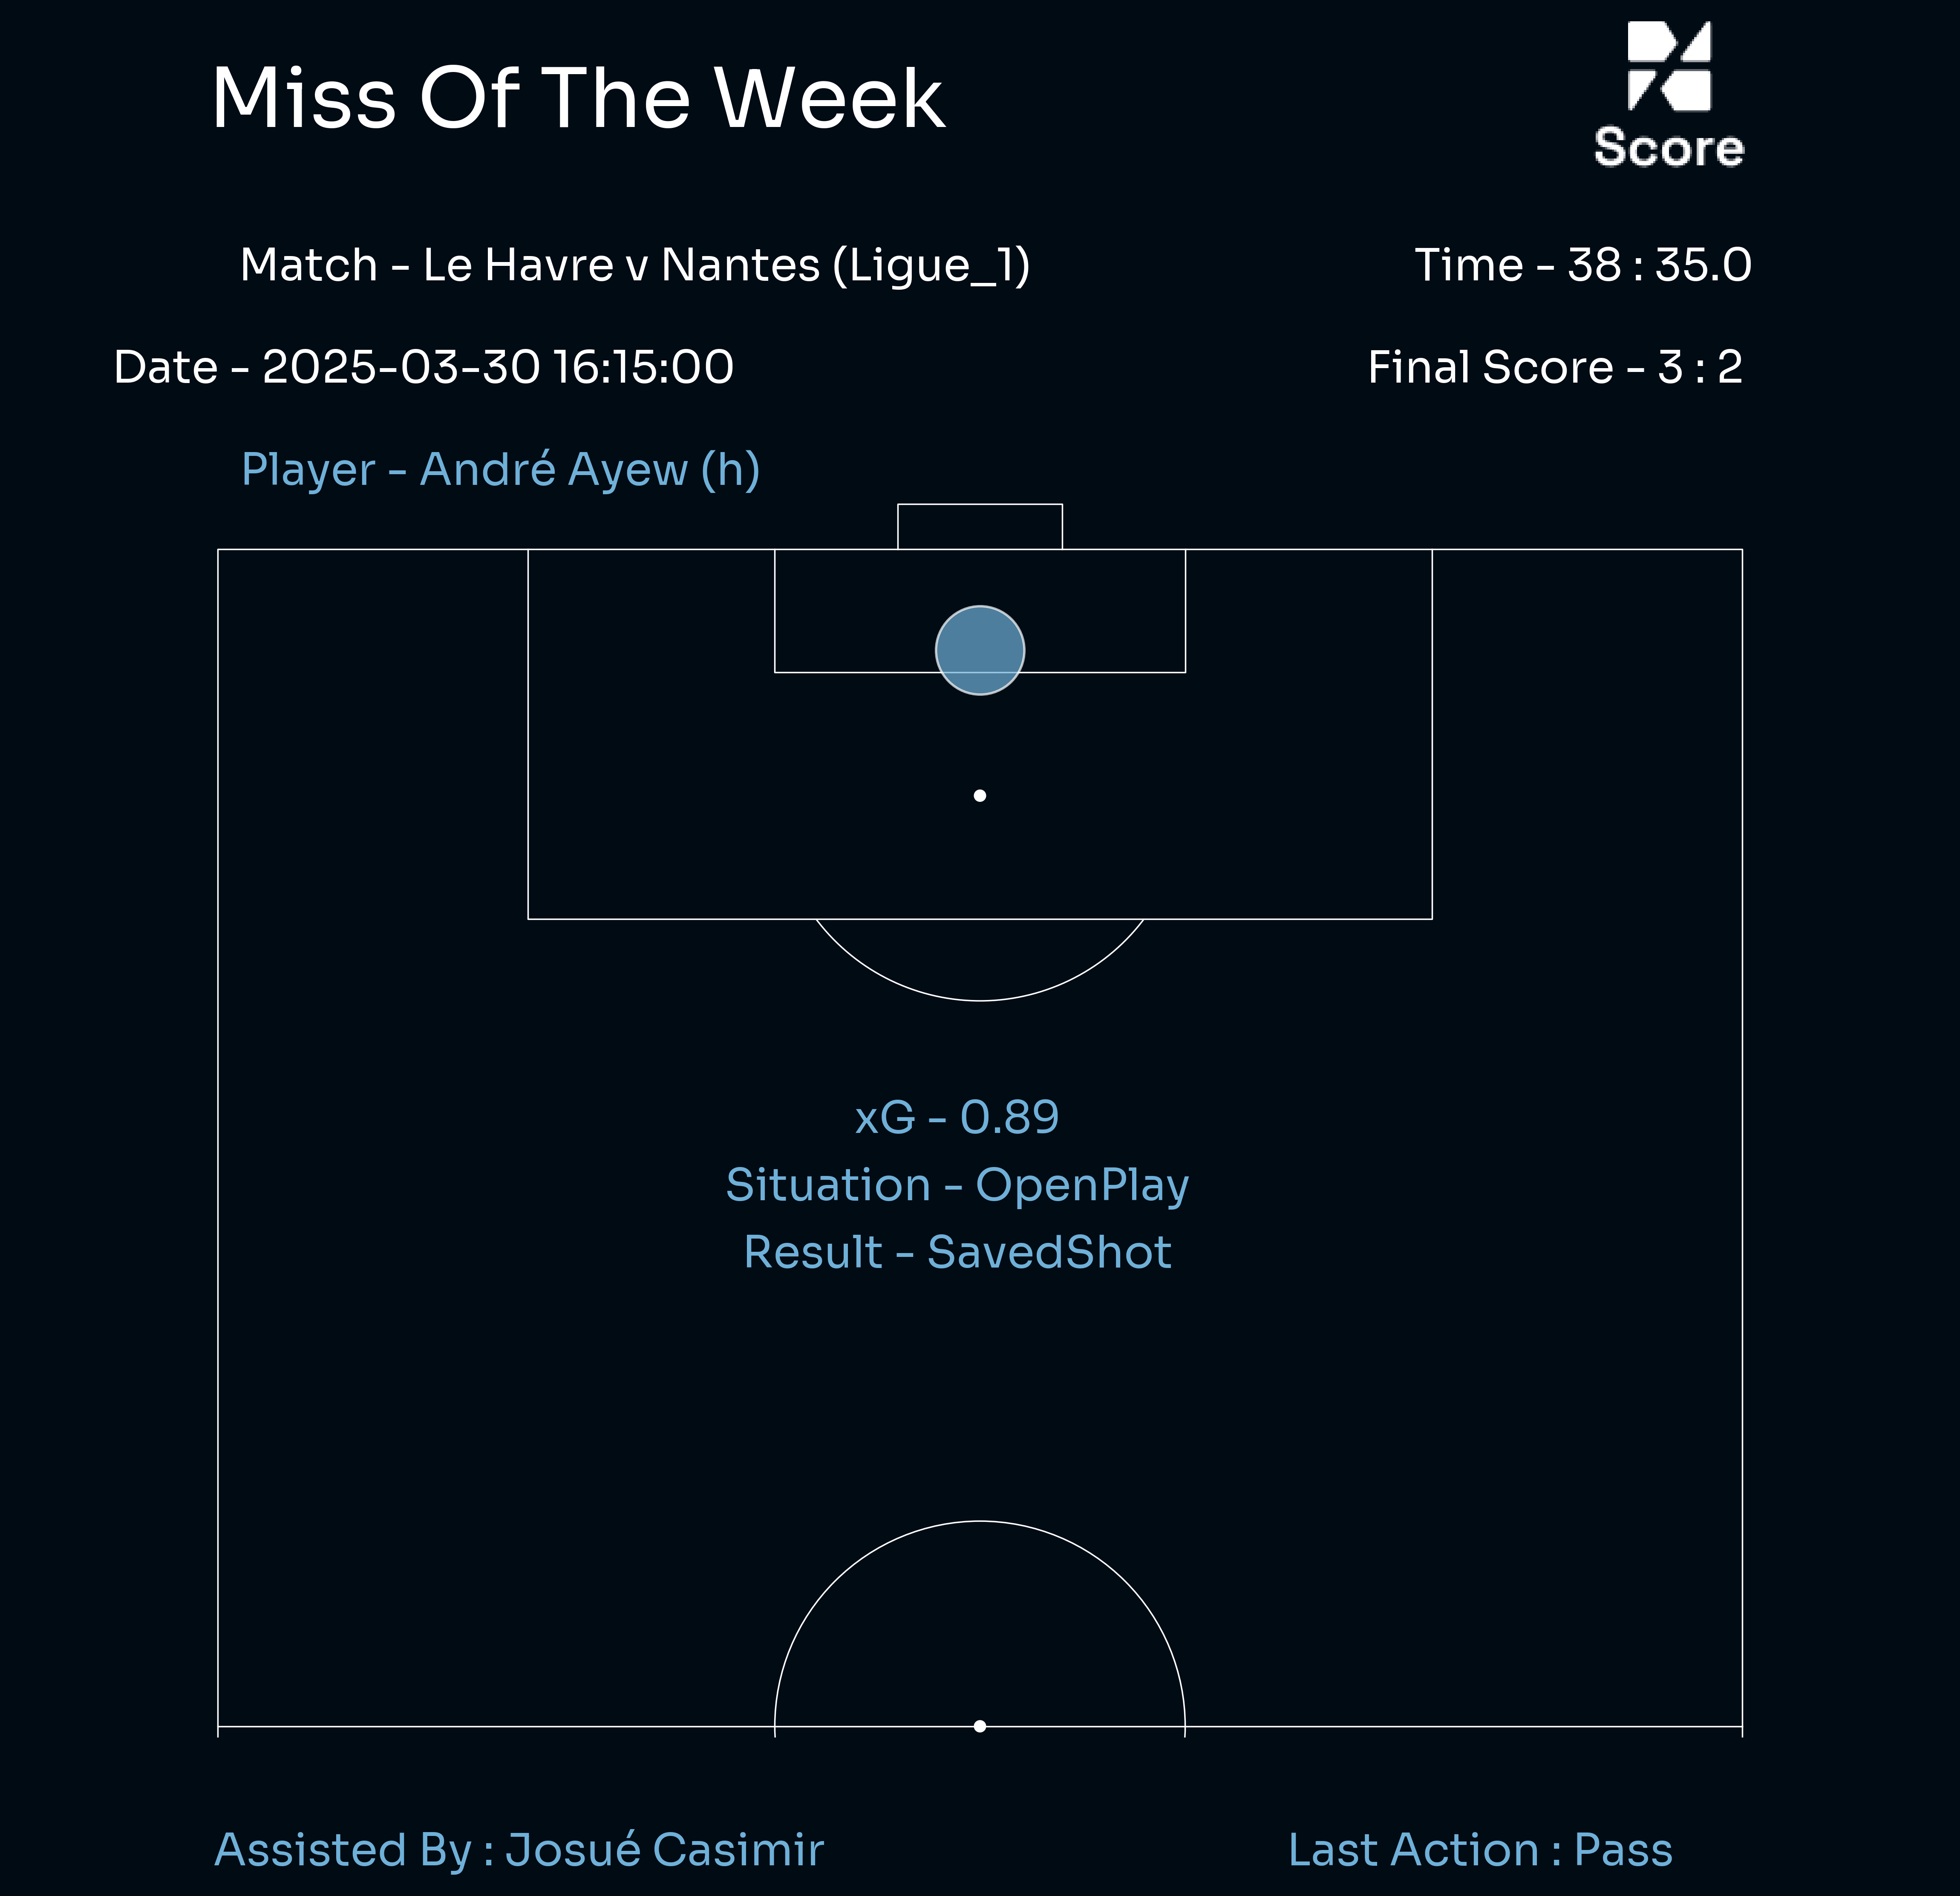 Miss Of The Week
Score
Match - Le Havre v Nantes (Ligue_1)
Time - 38 : 35.0
Date - 2025-03-30 16:15:00
Final Score - 3 : 2
Player - André Ayew (h)
xG - 0.89
Situation - OpenPlay
Result - SavedShot
Assisted By : Josué Casimir
Last Action : Pass